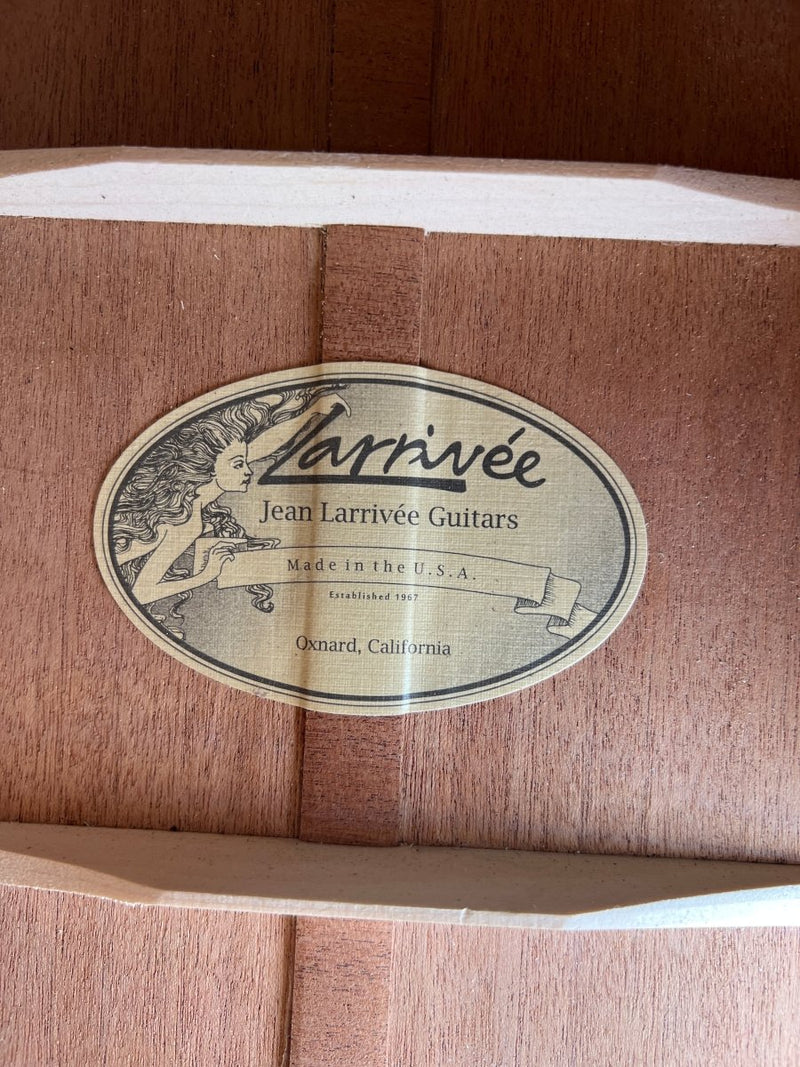 Larrivée
Jean Larrivée Guitars
Made in the U.S.A.
Established 1967
Oxnard, California